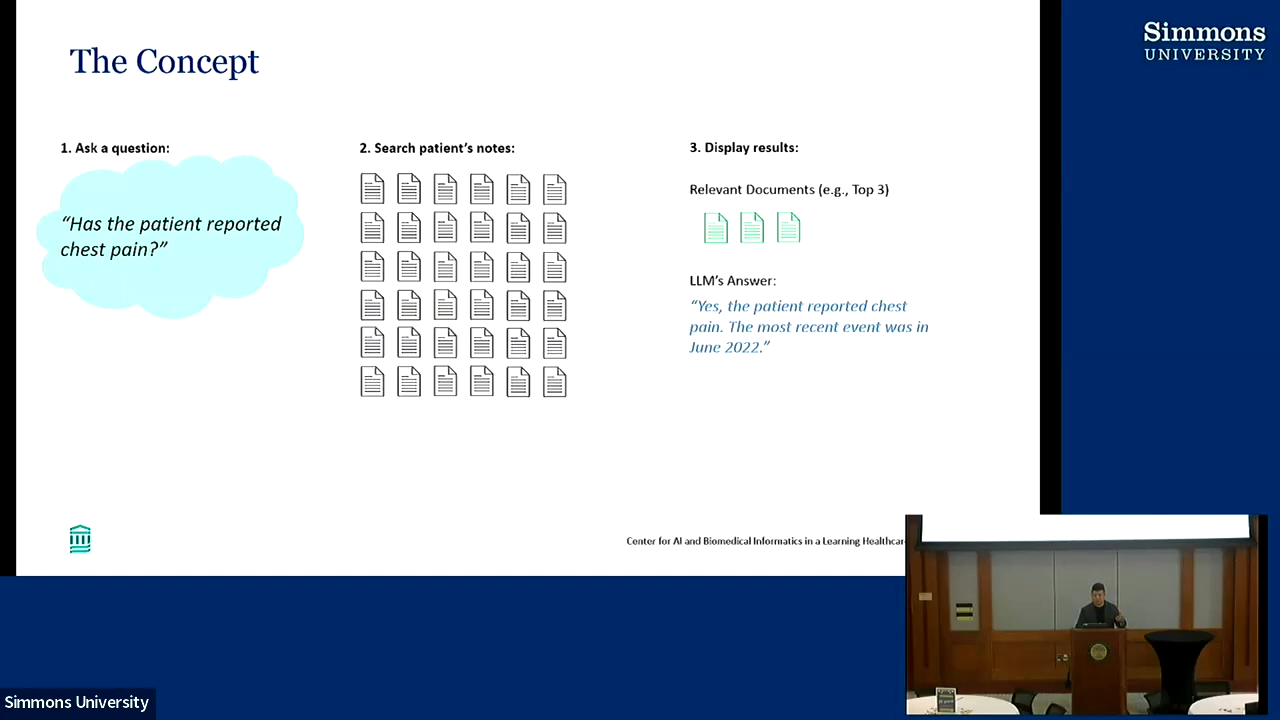 The Concept
Simmons
UNIVERSITY
1. Ask a question:
“Has the patient reported
chest pain?”
2. Search patient’s notes:
3. Display results:
Relevant Documents (e.g., Top 3)
LLM’s Answer:
“Yes, the patient reported chest
pain. The most recent event was in
June 2022.”
Center for AI and Biomedical Informatics in a Learning
Simmons University